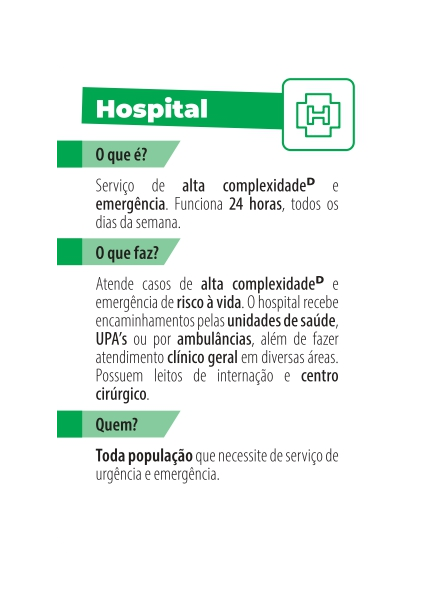 Hospital
H
O que é?
Serviço de alta complexidadeᴰ e
emergência. Funciona 24 horas, todos os
dias da semana.
O que faz?
Atende casos de alta complexidadeᴰ e
emergência de risco à vida. O hospital recebe
encaminhamentos pelas unidades de saúde,
UPA’s ou por ambulâncias, além de fazer
atendimento clínico geral em diversas áreas.
Possuem leitos de internação e centro
cirúrgico.
Quem?
Toda população que necessite de serviço de
urgência e emergência.